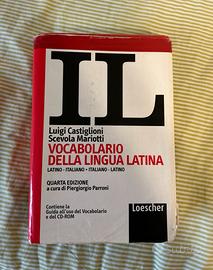 IL
Luigi Castiglioni
Scevola Mariotti
VOCABOLARIO
DELLA LINGUA LATINA
LATINO - ITALIANO • ITALIANO - LATINO
QUARTA EDIZIONE
a cura di Piergiorgio Parroni
Contiene la
Guida all'uso del Vocabolario
e del CD-ROM
Loescher